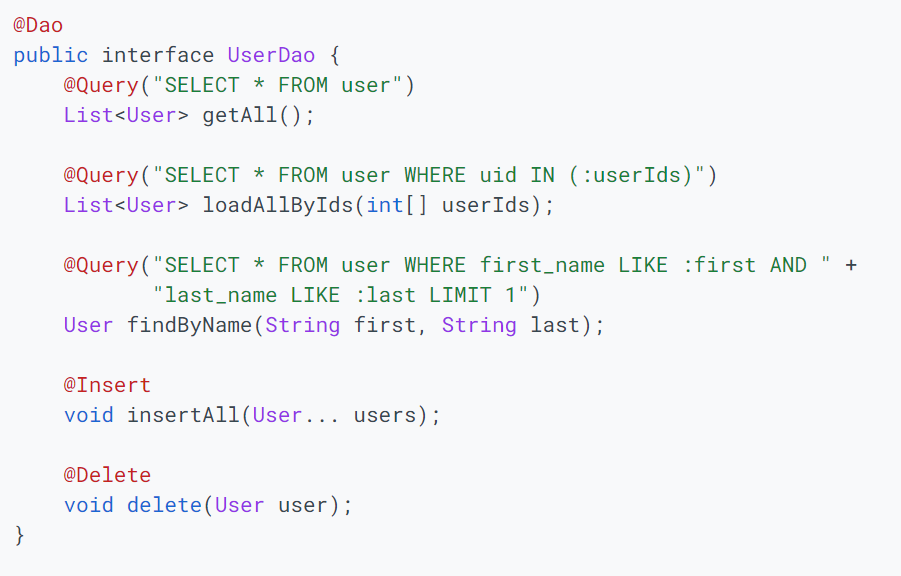 @Dao
public interface UserDao {
    @Query("SELECT * FROM user")
    List<User> getAll();

    @Query("SELECT * FROM user WHERE uid IN (:userIds)")
    List<User> loadAllByIds(int[] userIds);

    @Query("SELECT * FROM user WHERE first_name LIKE :first AND " +
           "last_name LIKE :last LIMIT 1")
    User findByName(String first, String last);

    @Insert
    void insertAll(User... users);

    @Delete
    void delete(User user);
}